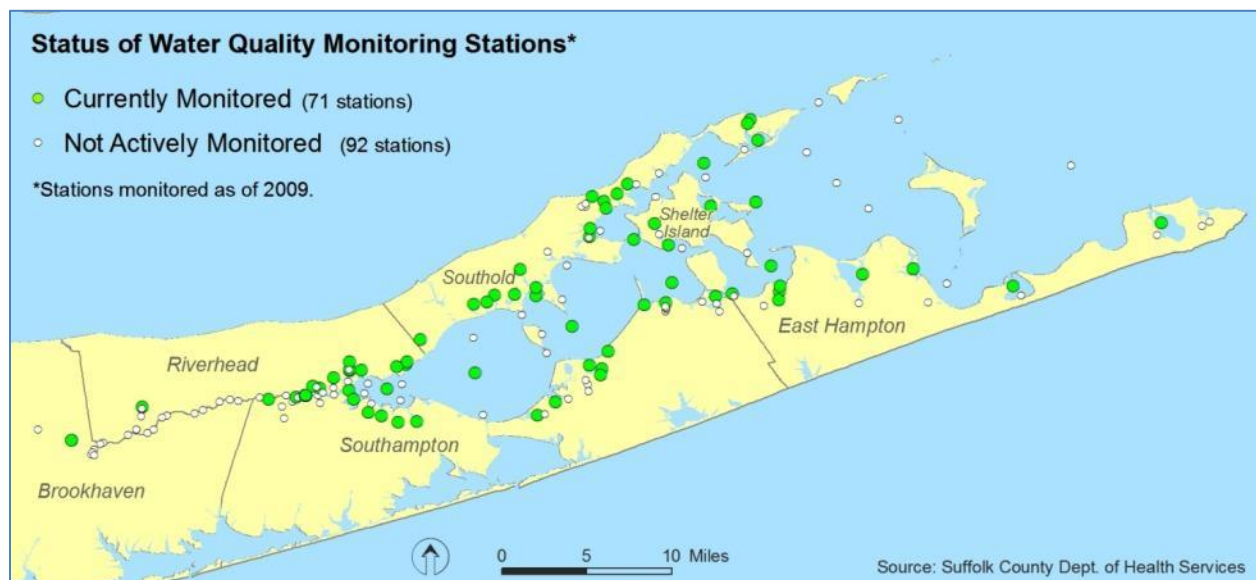 Status of Water Quality Monitoring Stations*
Currently Monitored (71 stations)
Not Actively Monitored (92 stations)
*Stations monitored as of 2009.
Shelter
Island
Southold
East Hampton
Riverhead
Southampton
Brookhaven
0 5 10 Miles
Source: Suffolk County Dept. of Health Services